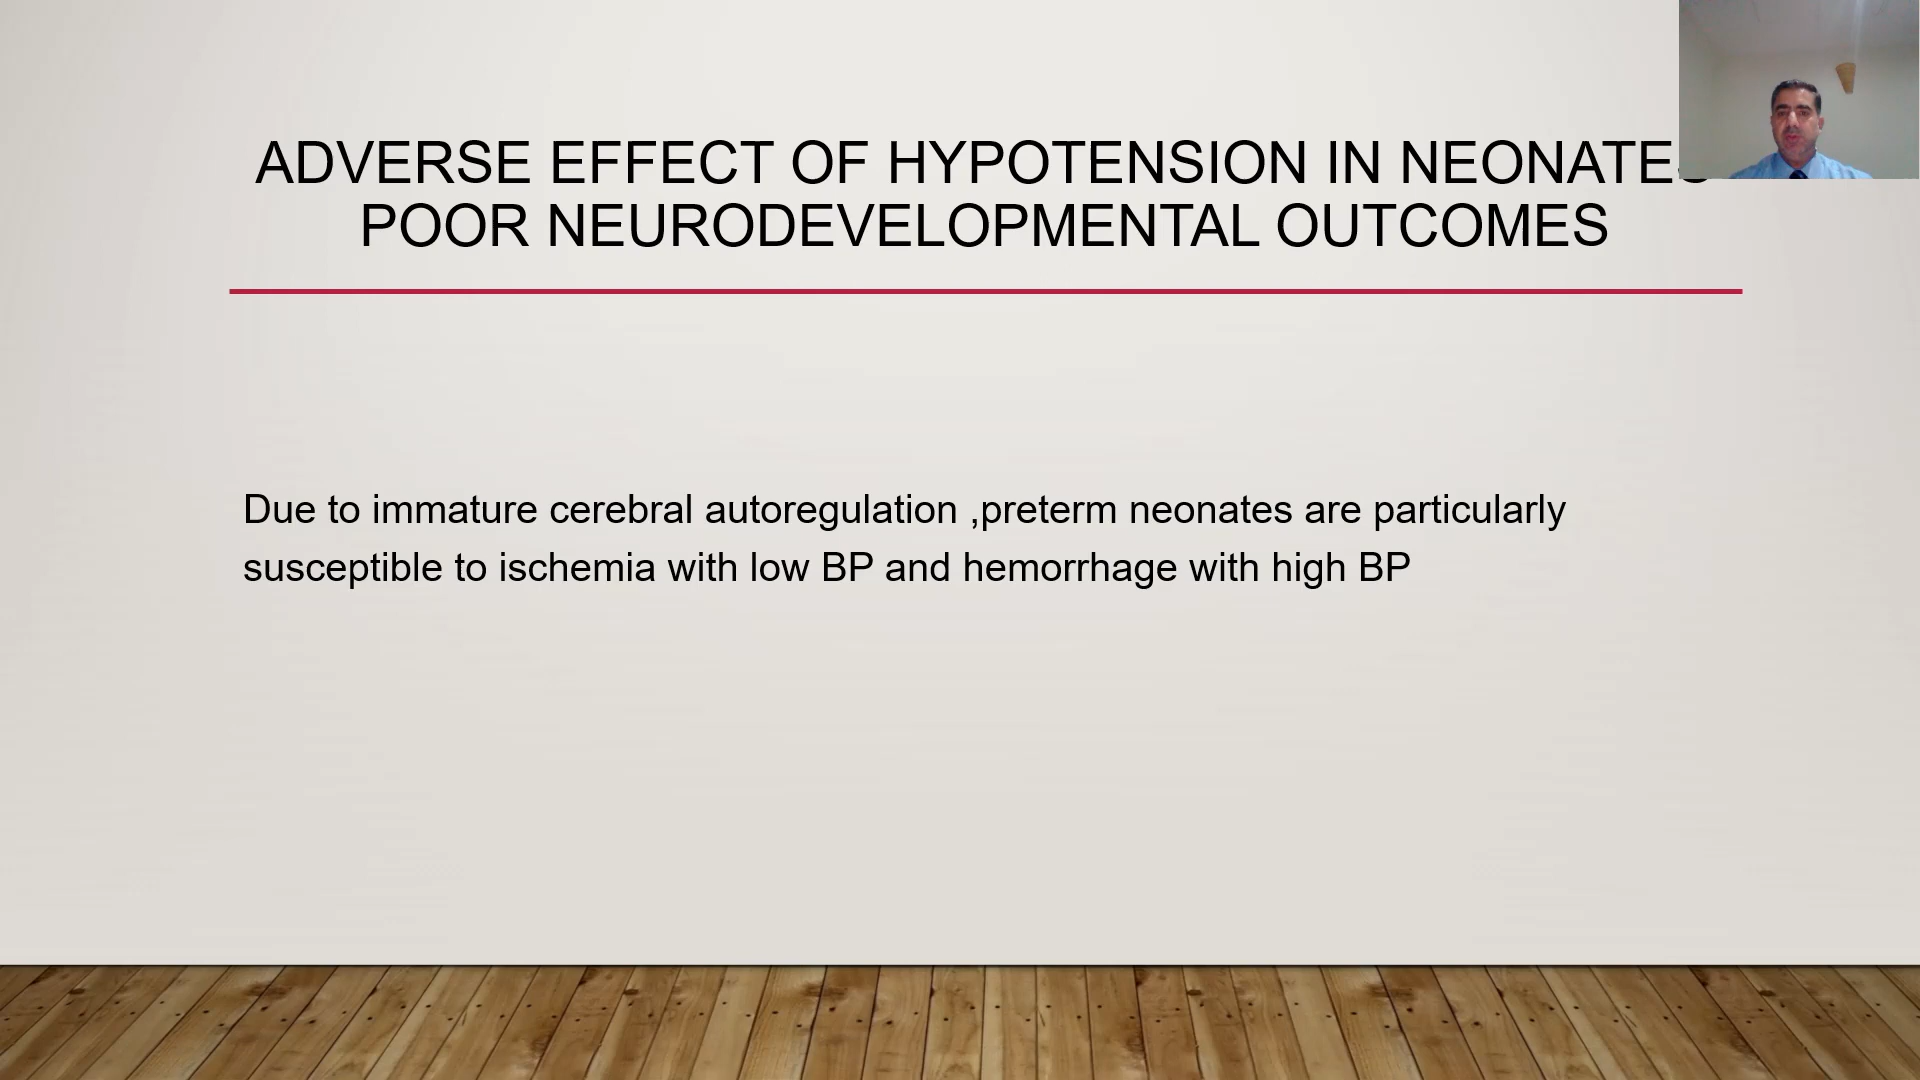 ADVERSE EFFECT OF HYPOTENSION IN NEONATES
POOR NEURODEVELOPMENTAL OUTCOMES
Due to immature cerebral autoregulation ,preterm neonates are particularly
susceptible to ischemia with low BP and hemorrhage with high BP